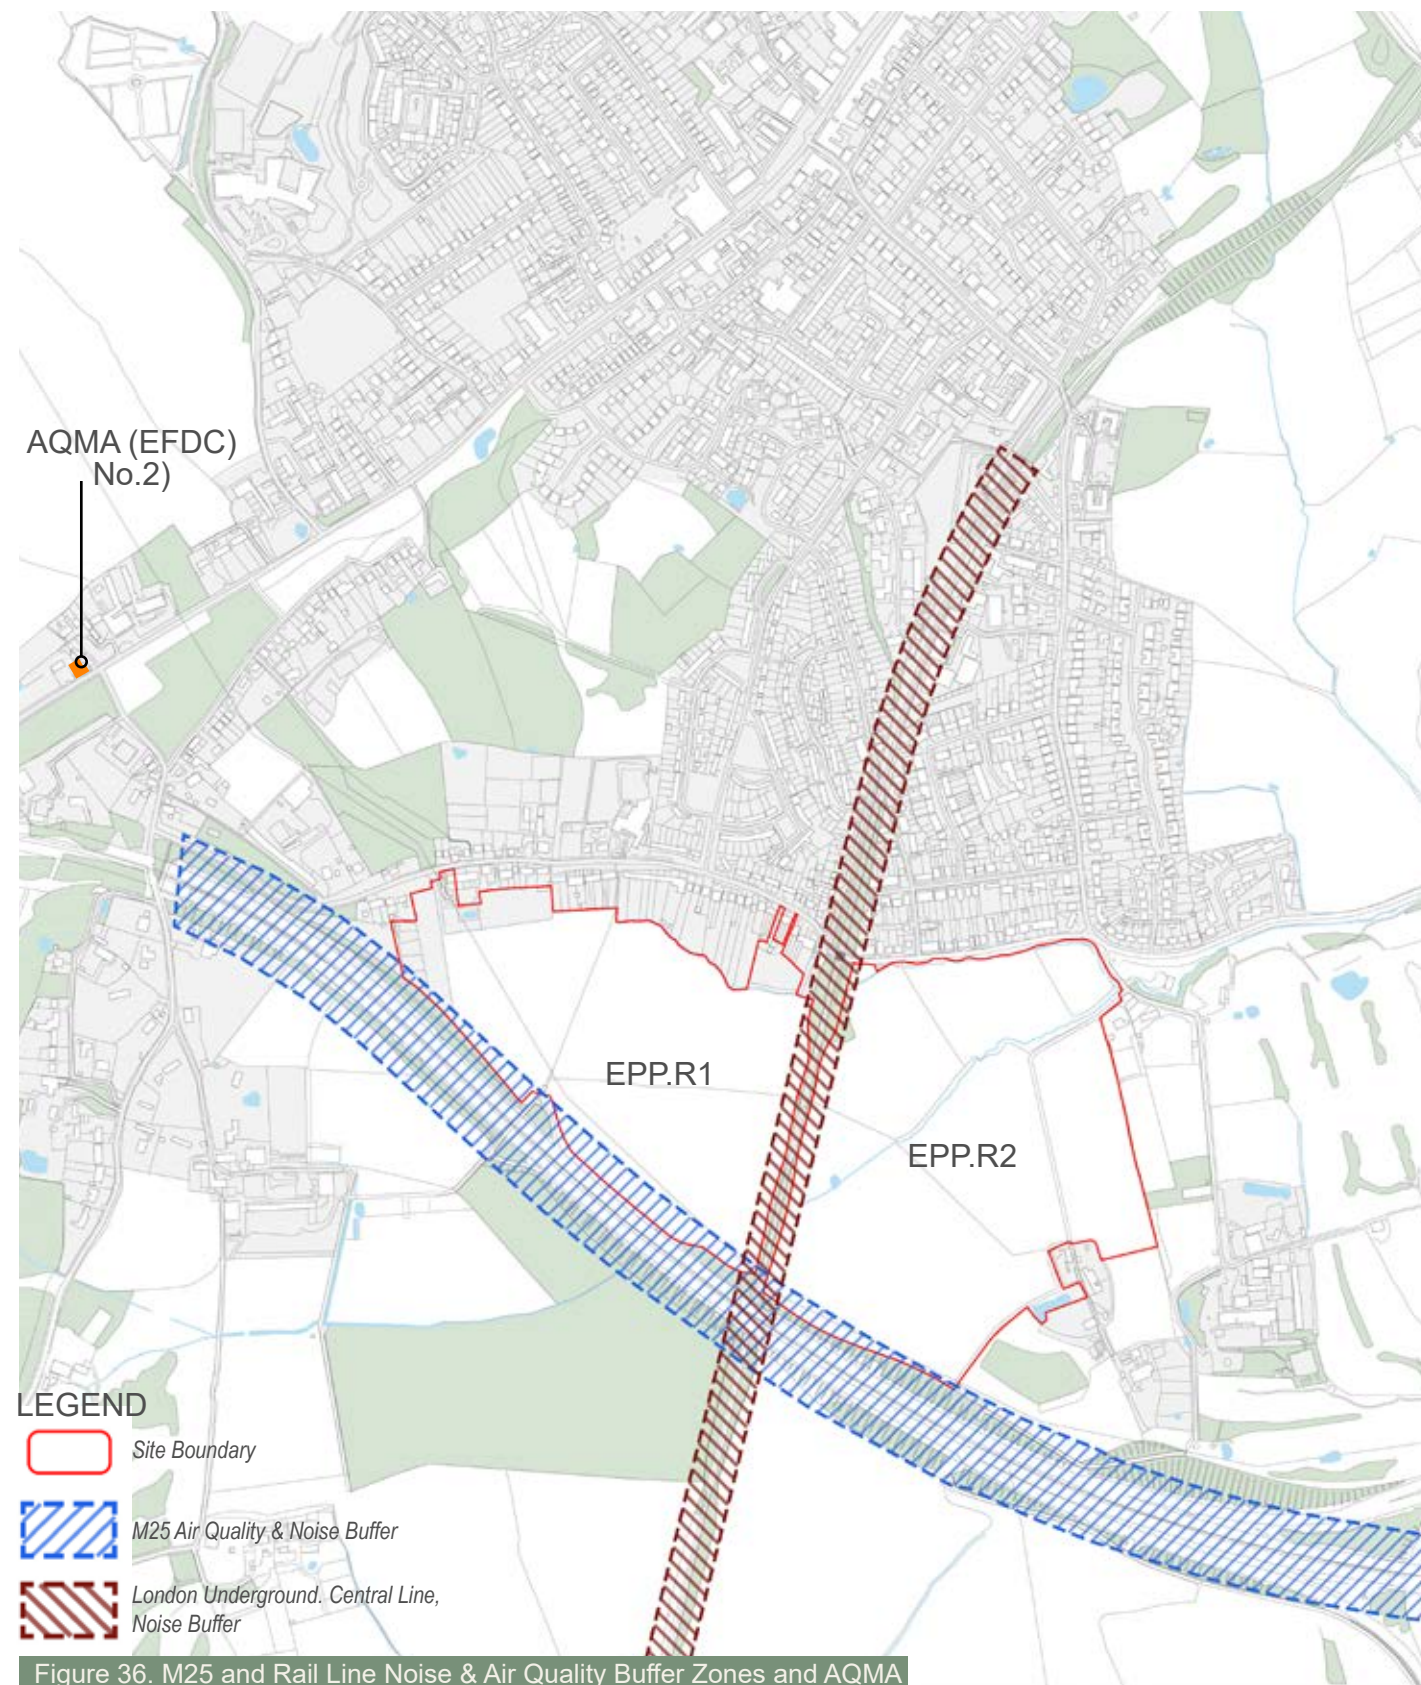 AQMA (EFDC)
No.2)
EPP.R1
EPP.R2
LEGEND
Site Boundary
M25 Air Quality & Noise Buffer
London Underground. Central Line,
Noise Buffer
Figure 36. M25 and Rail Line Noise & Air Quality Buffer Zones and AQMA